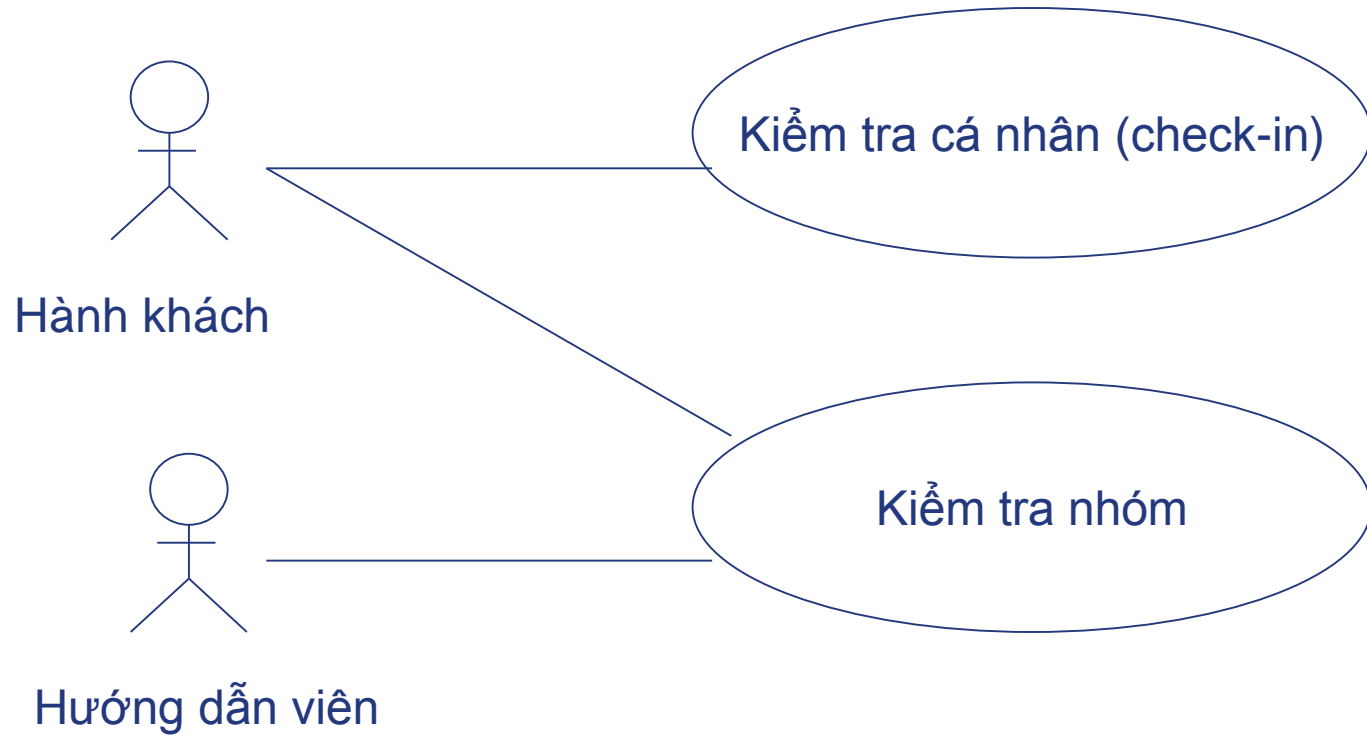 Kiểm tra cá nhân (check-in)
Hành khách
Kiểm tra nhóm
Hướng dẫn viên